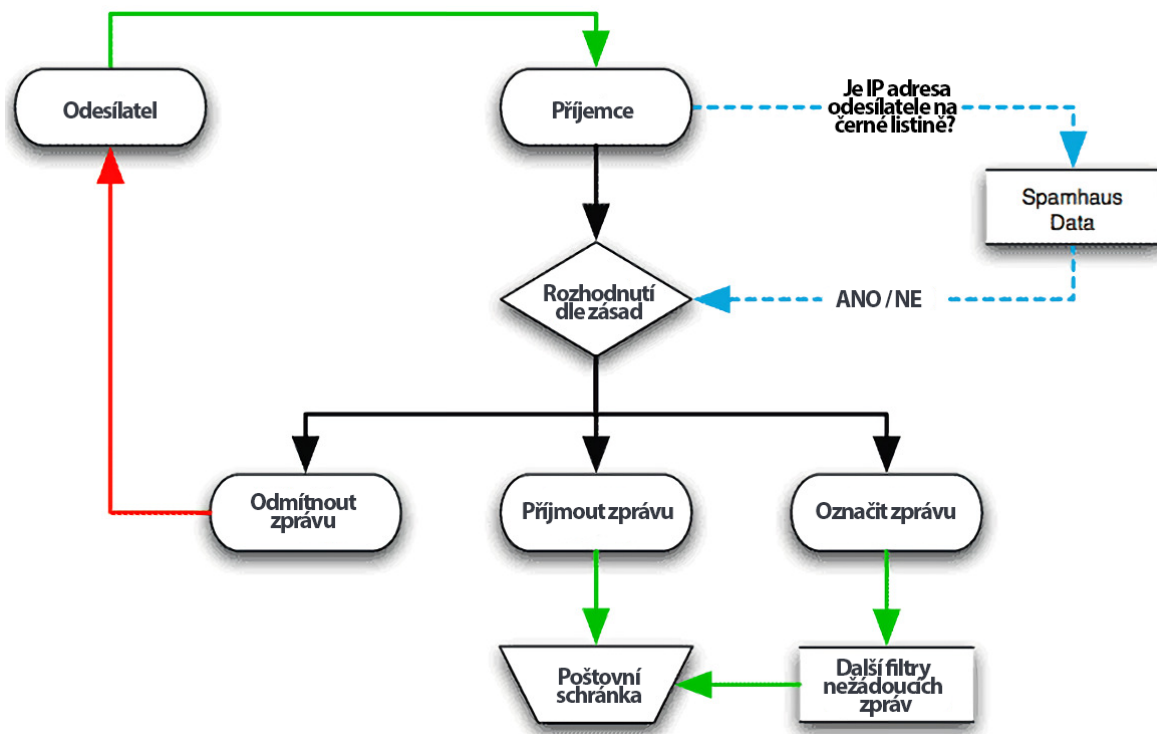 Odesílatel
Příjemce
Je IP adresa
odesílatele na
černé listině?
Spamhaus
Data
Rozhodnutí
dle zásad
ANO / NE
Odmítnout
zprávu
Příjmout zprávu
Označit zprávu
Poštovní
schránka
Další filtry
nežádoucích
zpráv